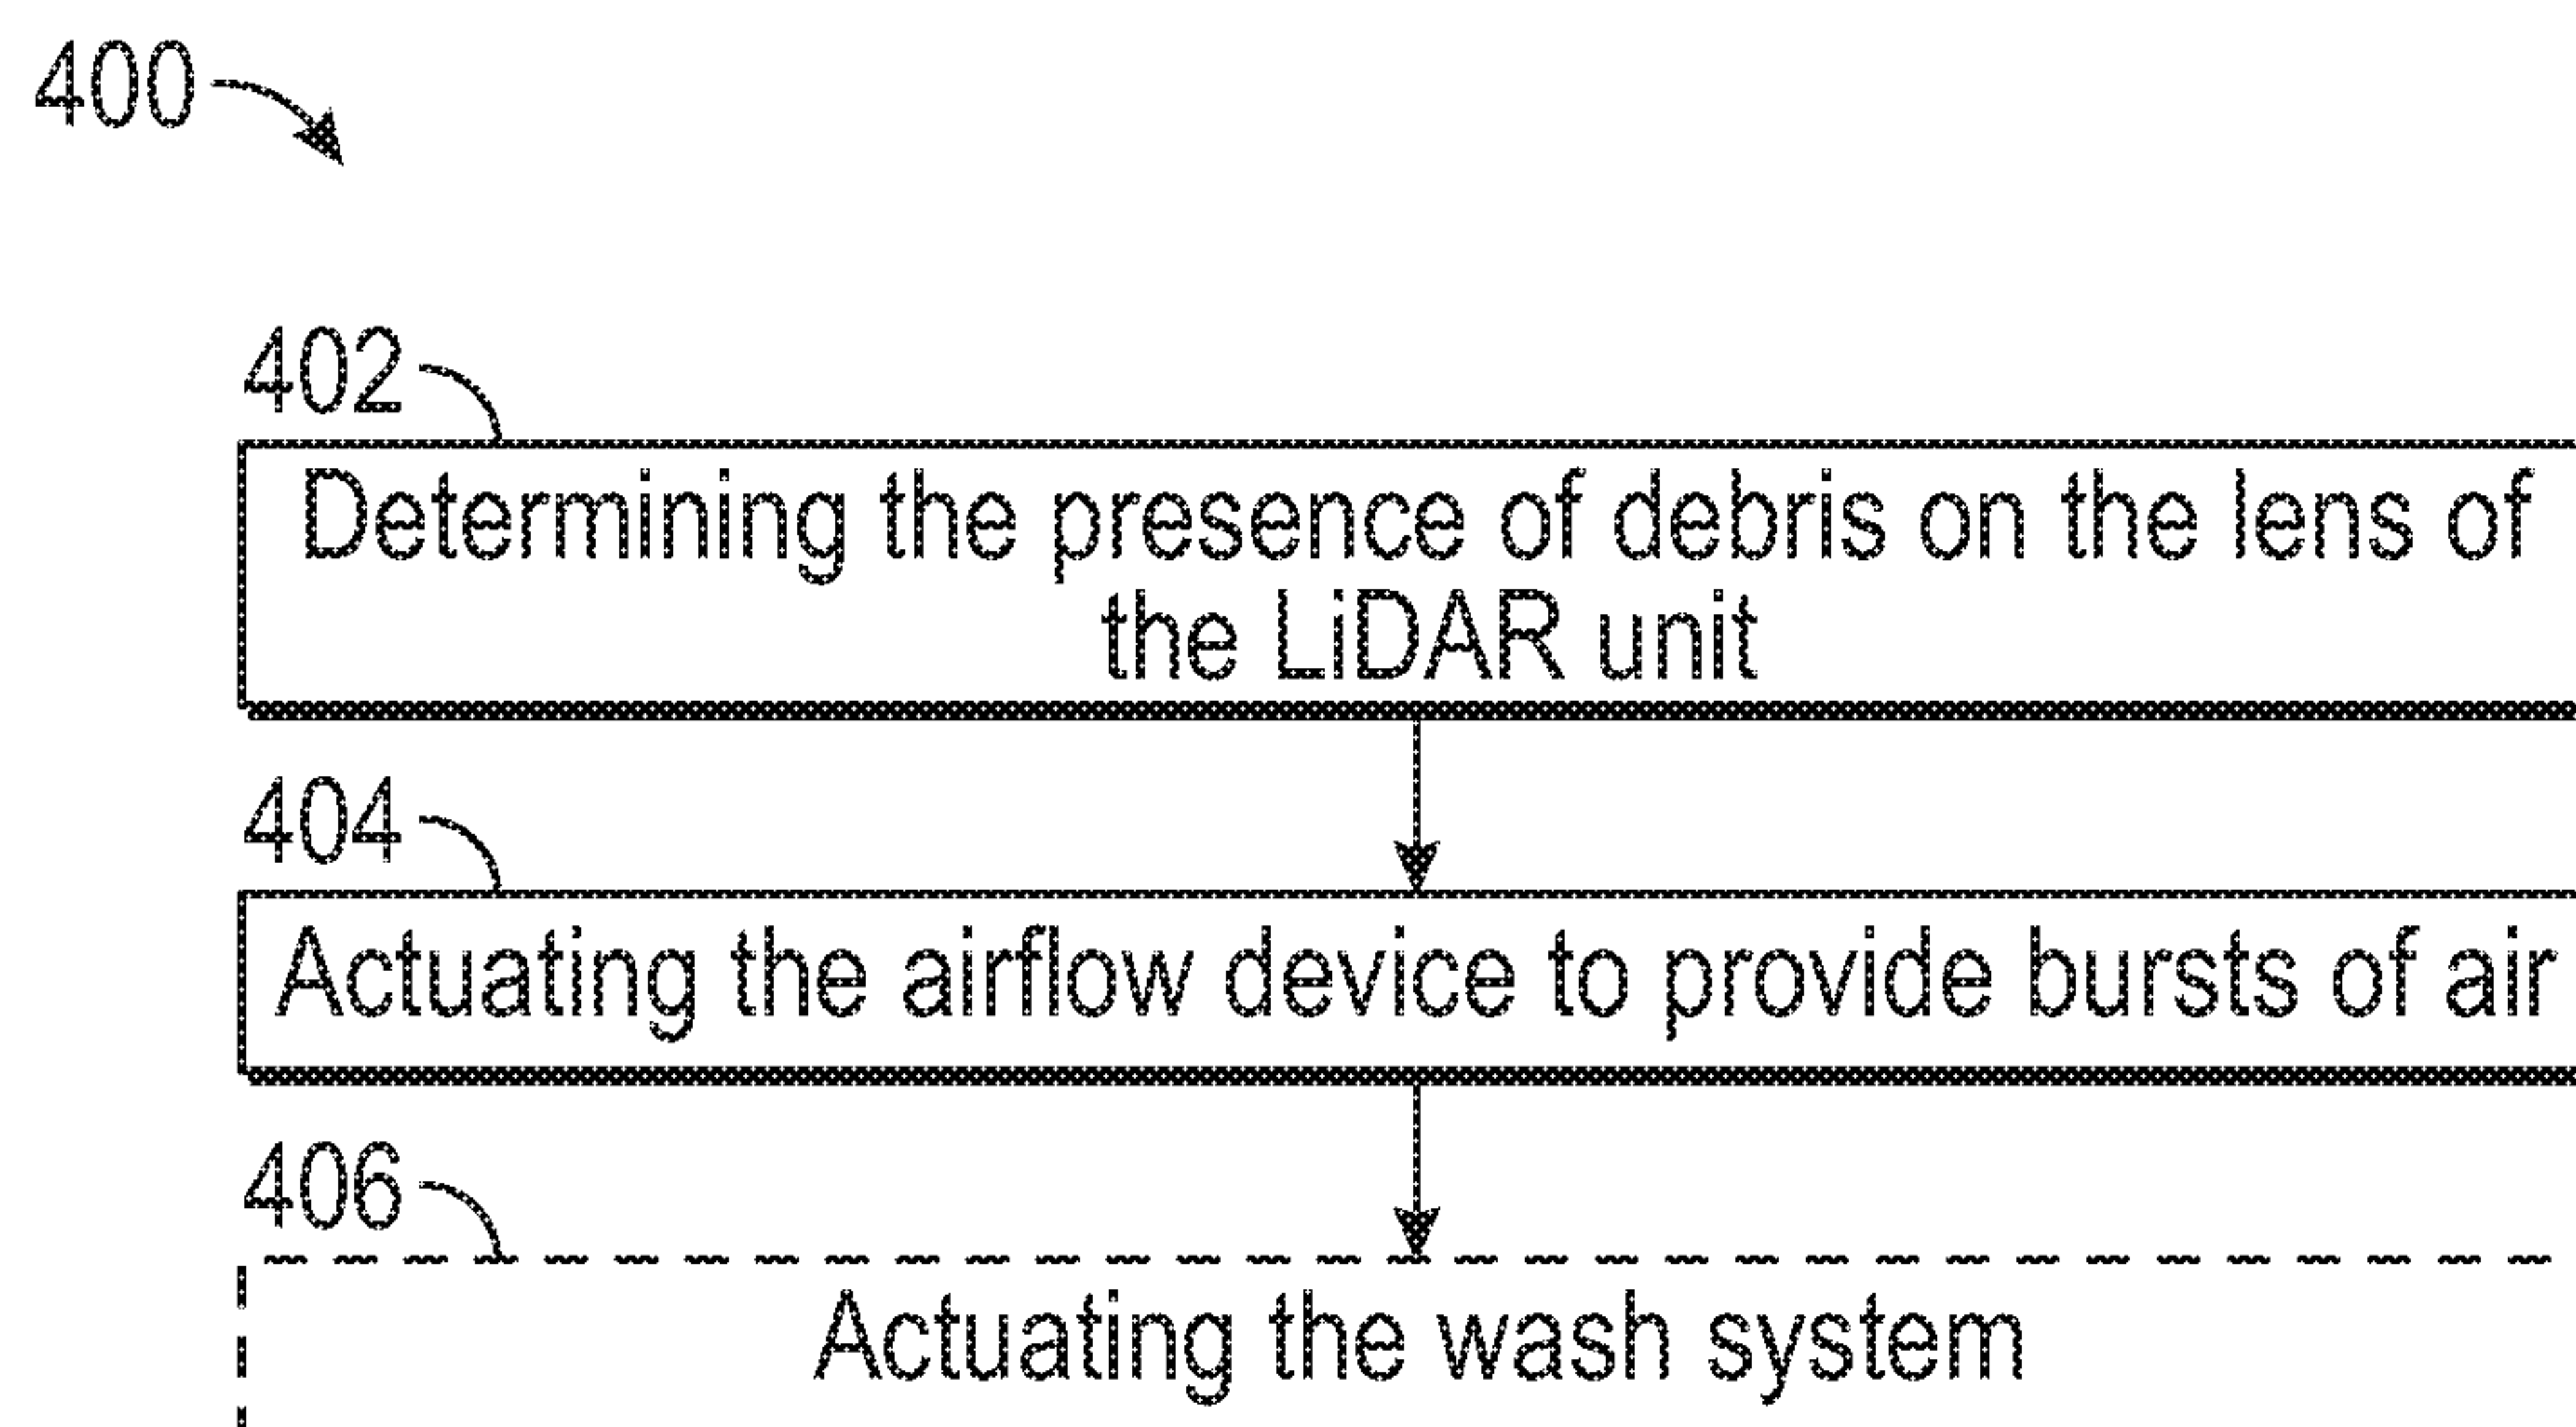 400
402
Determining the presence of debris on the lens of
the LiDAR unit
404
Actuating the airflow device to provide bursts of air
406
Actuating the wash system